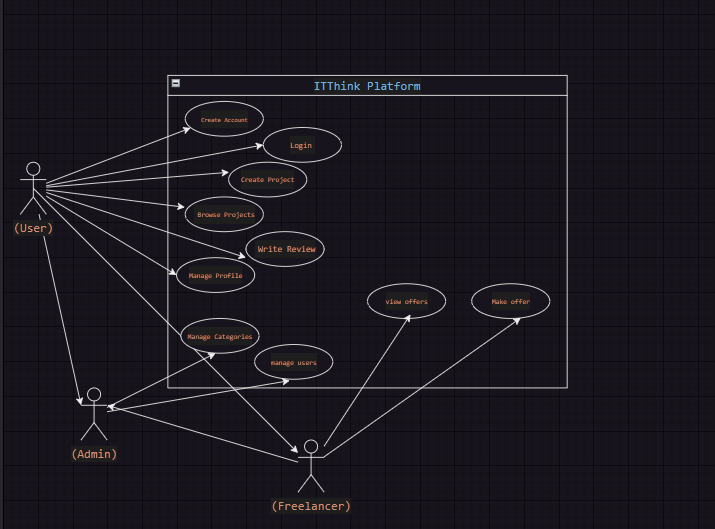 ITThink Platform
Create Account
Login
Create Project
Browse Projects
(User)
Write Review
Manage Profile
view offers
Make offer
Manage Categories
manage users
(Admin)
(Freelancer)